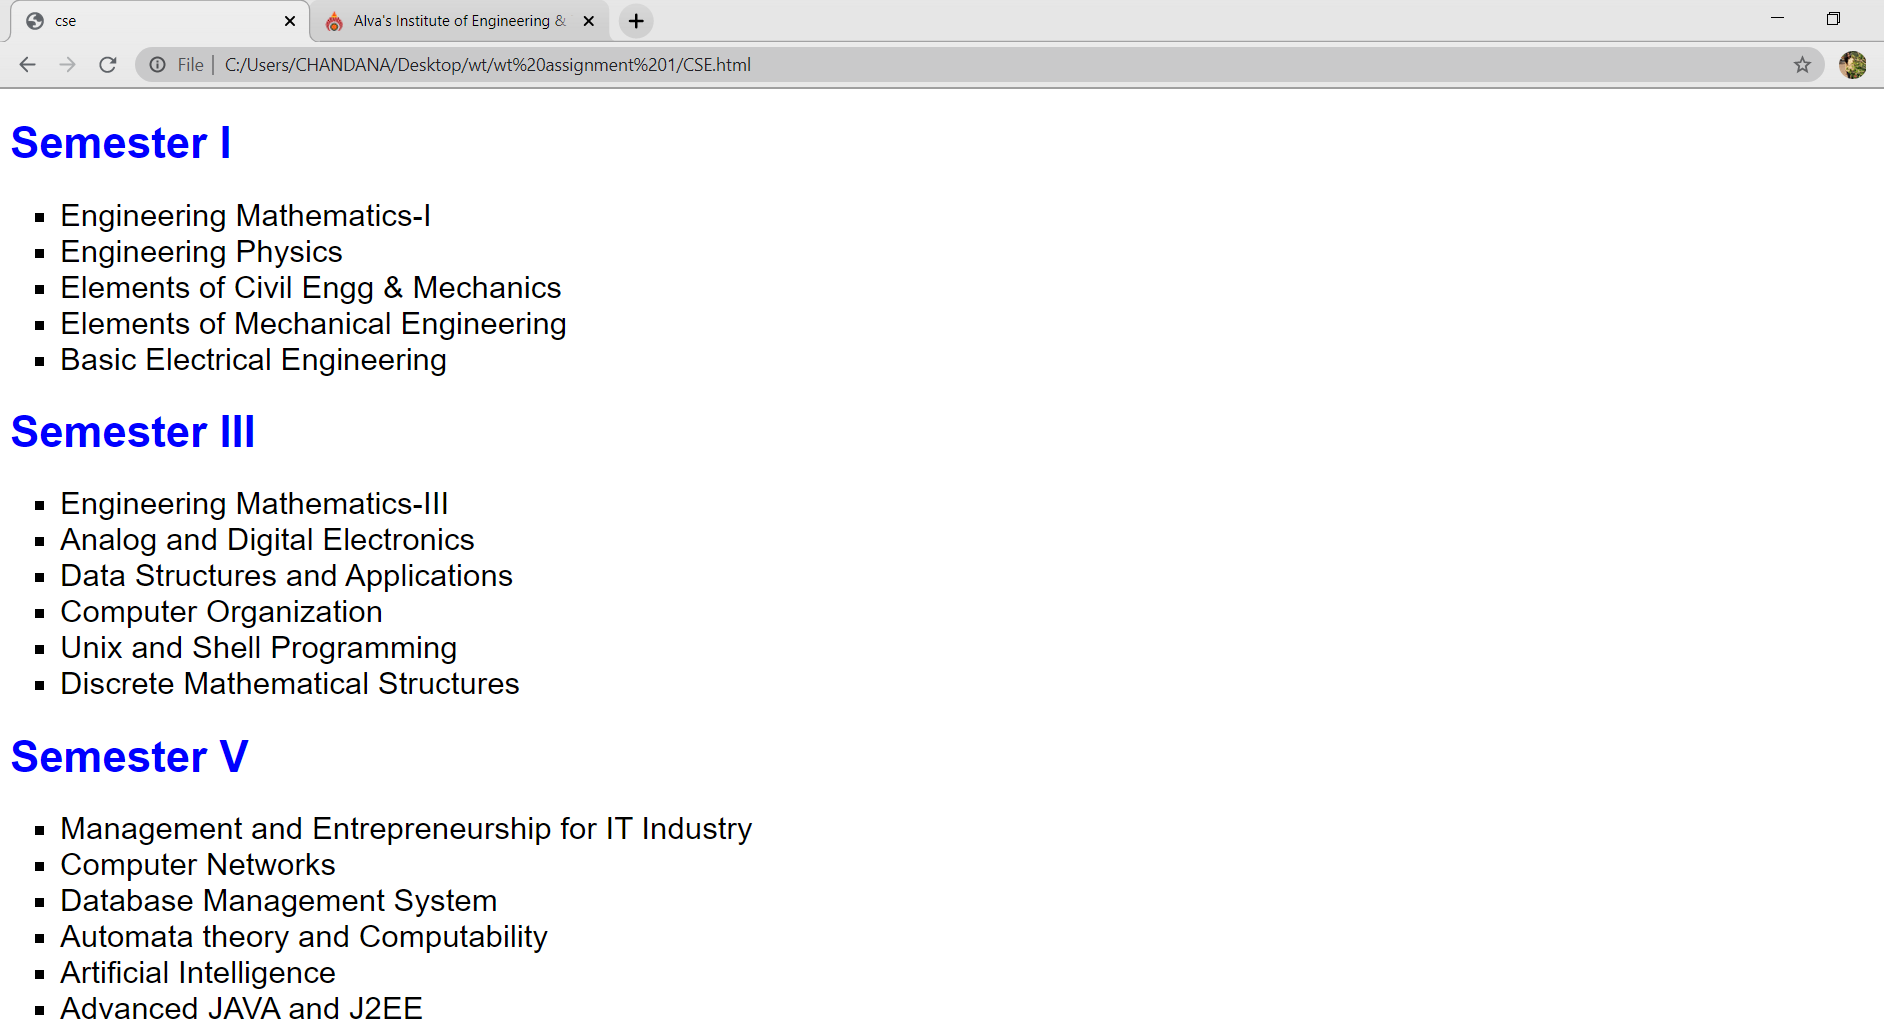 cse
Alva's Institute of Engineering &
File | C:/Users/CHANDANA/Desktop/wt/wt%20assignment%201/CSE.html
Semester I
Engineering Mathematics-I
Engineering Physics
Elements of Civil Engg & Mechanics
Elements of Mechanical Engineering
Basic Electrical Engineering
Semester III
Engineering Mathematics-III
Analog and Digital Electronics
Data Structures and Applications
Computer Organization
Unix and Shell Programming
Discrete Mathematical Structures
Semester V
Management and Entrepreneurship for IT Industry
Computer Networks
Database Management System
Automata theory and Computability
Artificial Intelligence
Advanced JAVA and J2EE